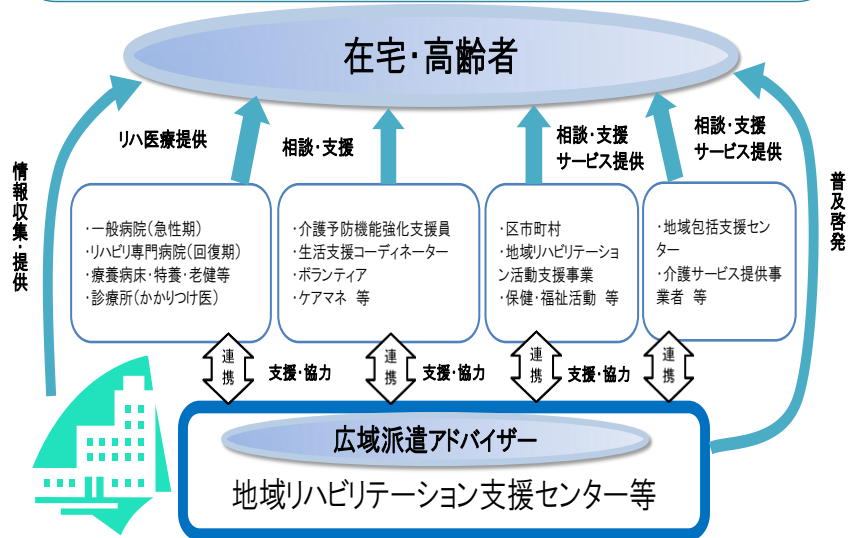 在宅・高齢者
リハ医療提供
相談・支援
相談・支援
サービス提供
相談・支援
サービス提供
情報収集・提供
普及啓発
・一般病院(急性期)
・リハビリ専門病院(回復期)
・療養病床・特養・老健等
・診療所(かかりつけ医)
・介護予防機能強化支援員
・生活支援コーディネーター
・ボランティア
・ケアマネ 等
・区市町村
・地域リハビリテーショ
ン活動支援事業
・保健・福祉活動 等
・地域包括支援セン
ター
・介護サービス提供事
業者 等
連携
支援・協力
連携
支援・協力
連携
支援・協力
連携
広域派遣アドバイザー
地域リハビリテーション支援センター等